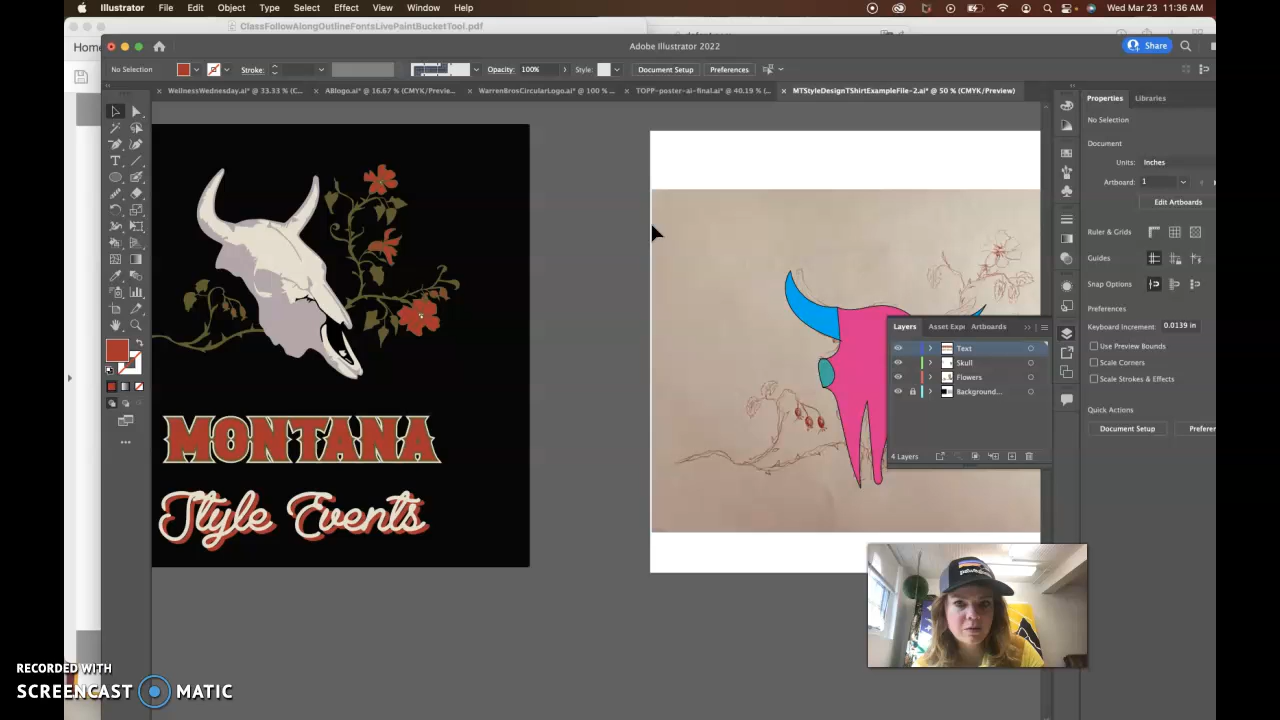 Illustrator File Edit Object Type Select Effect Fonts View Window Help Wed Mar 23 11:36 AM
ClassFollowAlongOutlineFontsLivePaintBucketTool.pdf
Home
Adobe Illustrator 2022
Share
No Selection Stroke: Opacity: 100% Style: Document Setup Preferences
WellnessWednesday.ai* @ 33.33 % (C... ABlogo.ai* @ 16.67 % (CMYK/Previe... WarrenBrosCircularLogo.ai* @ 100 % ... TOPP-poster-ai-final.ai* @ 40.19 % (... MTStyleDesignTShirtExampleFile-2.ai* @ 50 % (CMYK/Preview)
Properties Libraries
No Selection
Document
Units: Inches
Artboard: 1
Edit Artboards
Ruler & Grids
Guides
Snap Options
Preferences
Keyboard Increment: 0.0139 in
Use Preview Bounds
Scale Corners
Scale Strokes & Effects
Quick Actions
Document Setup Prefere
Layers Asset Exp Artboards
Text
Skull
Flowers
Background...
4 Layers
MONTANA
Style Events
RECORDED WITH
SCREENCAST MATIC